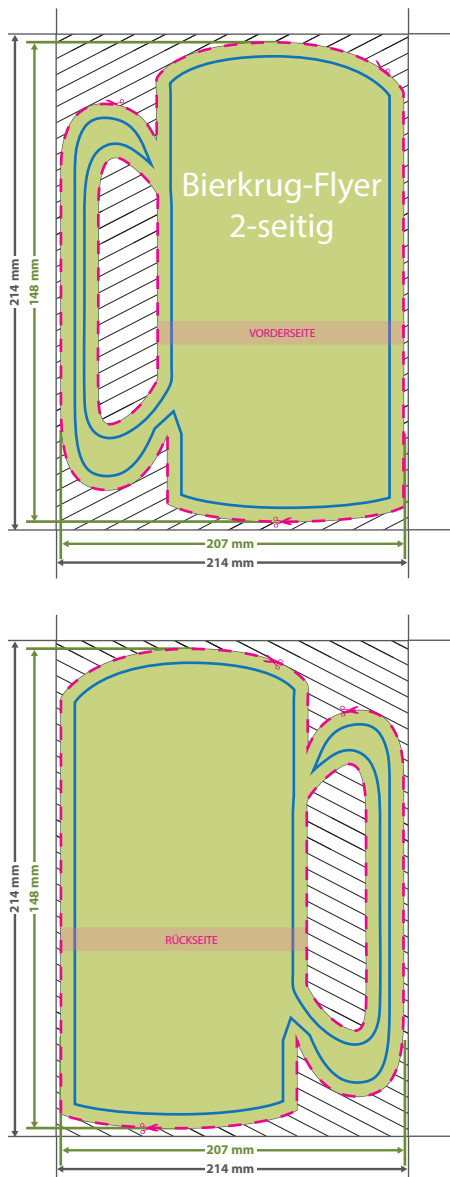 Bierkrug-Flyer
2-seitig
214 mm
148 mm
VORDERSEITE
207 mm
214 mm
214 mm
148 mm
RÜCKSEITE
207 mm
214 mm